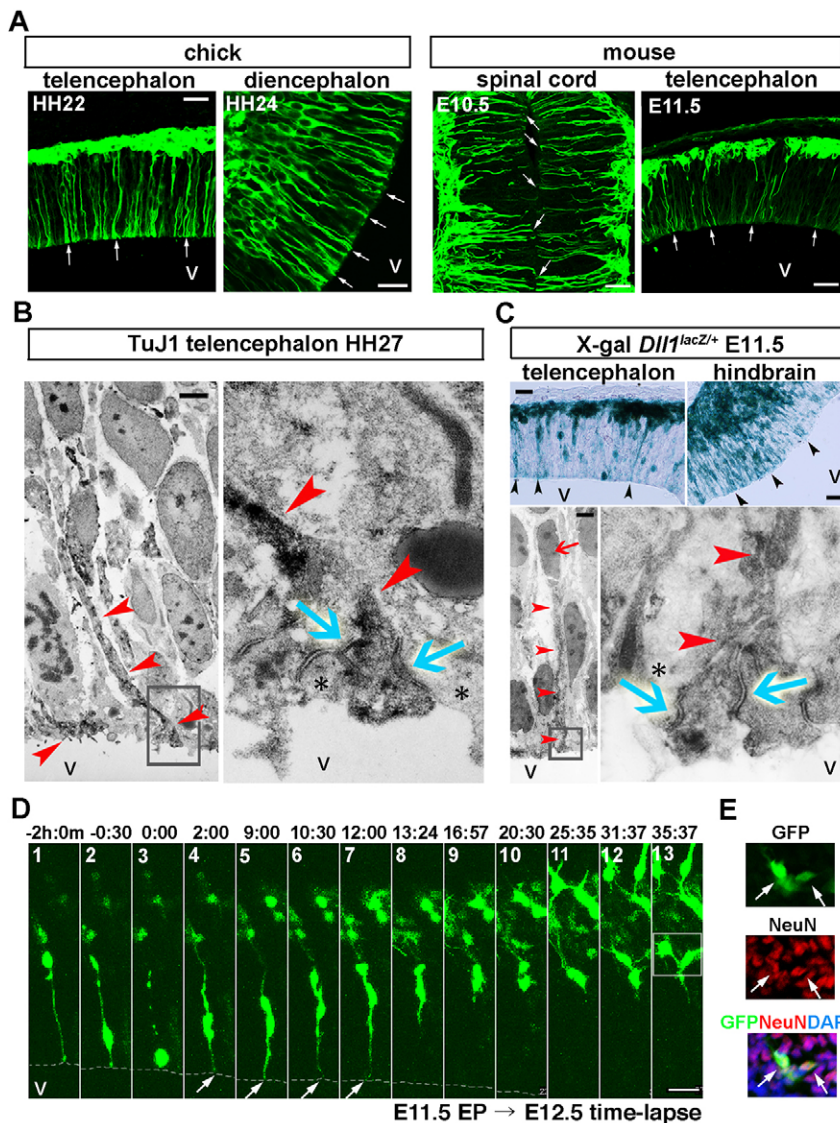 A
chick
mouse
telencephalon
diencephalon
spinal cord
telencephalon
HH22
HH24
E10.5
E11.5
V
V
V
B
TuJ1 telencephalon HH27
*
*
V
V
C
X-gal Dll1lacZ/+ E11.5
telencephalon
hindbrain
V
V
*
V
V
D
-2h:0m -0:30 0:00 2:00 9:00 10:30 12:00 13:24 16:57 20:30 25:35 31:37 35:37
1 2 3 4 5 6 7 8 9 10 11 12 13
V
E11.5 EP → E12.5 time-lapse
E
GFP
NeuN
GFPNeuNDAP